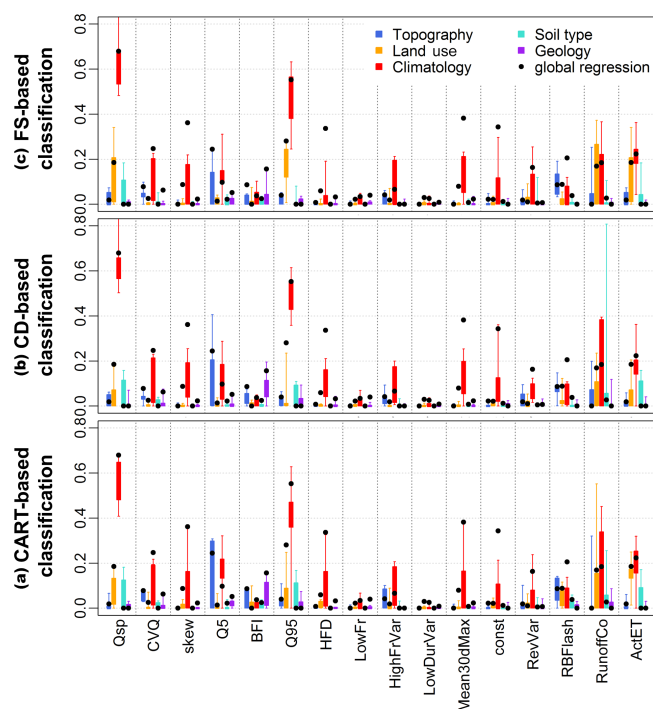 (c) FS-based
classification
0.8
0.6
0.4
0.2
0.0
Topography
Land use
Climatology
Soil type
Geology
global regression
(b) CD-based
classification
0.8
0.6
0.4
0.2
0.0
(a) CART-based
classification
0.8
0.6
0.4
0.2
0.0
Qsp
CVQ
skew
Q5
BFI
Q95
HFD
LowFr
HighFrVar
LowDurVar
Mean30dMax
const
RevVar
RBFlash
RunoffCo
ActET